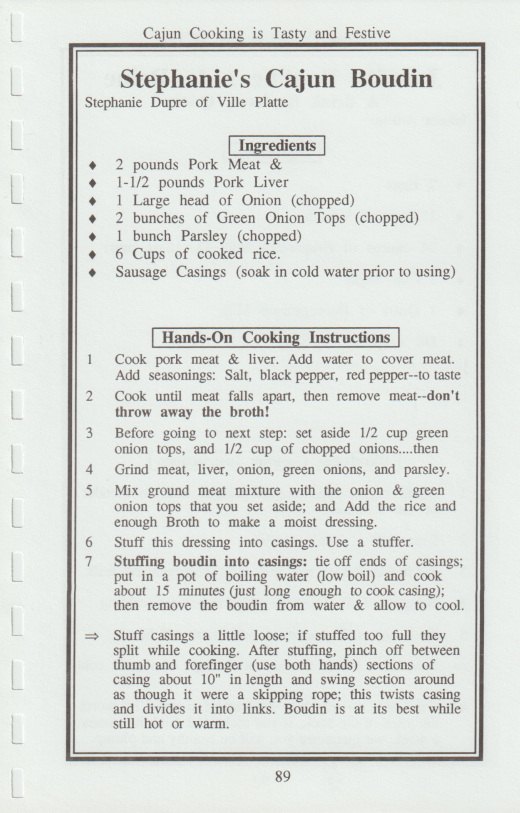 Cajun Cooking is Tasty and Festive
Stephanie's Cajun Boudin
Stephanie Dupre of Ville Platte
Ingredients
♦ 2 pounds Pork Meat &
♦ 1-1/2 pounds Pork Liver
♦ 1 Large head of Onion (chopped)
♦ 2 bunches of Green Onion Tops (chopped)
♦ 1 bunch Parsley (chopped)
♦ 6 Cups of cooked rice.
♦ Sausage Casings (soak in cold water prior to using)
Hands-On Cooking Instructions
1 Cook pork meat & liver. Add water to cover meat.
Add seasonings: Salt, black pepper, red pepper--to taste
2 Cook until meat falls apart, then remove meat--don't
throw away the broth!
3 Before going to next step: set aside 1/2 cup green
onion tops, and 1/2 cup of chopped onions....then
4 Grind meat, liver, onion, green onions, and parsley.
5 Mix ground meat mixture with the onion & green
onion tops that you set aside; and Add the rice and
enough Broth to make a moist dressing.
6 Stuff this dressing into casings. Use a stuffer.
7 Stuffing boudin into casings: tie off ends of casings;
put in a pot of boiling water (low boil) and cook
about 15 minutes (just long enough to cook casing);
then remove the boudin from water & allow to cool.
⇒ Stuff casings a little loose; if stuffed too full they
split while cooking. After stuffing, pinch off between
thumb and forefinger (use both hands) sections of
casing about 10" in length and swing section around
as though it were a skipping rope; this twists casing
and divides it into links. Boudin is at its best while
still hot or warm.
89